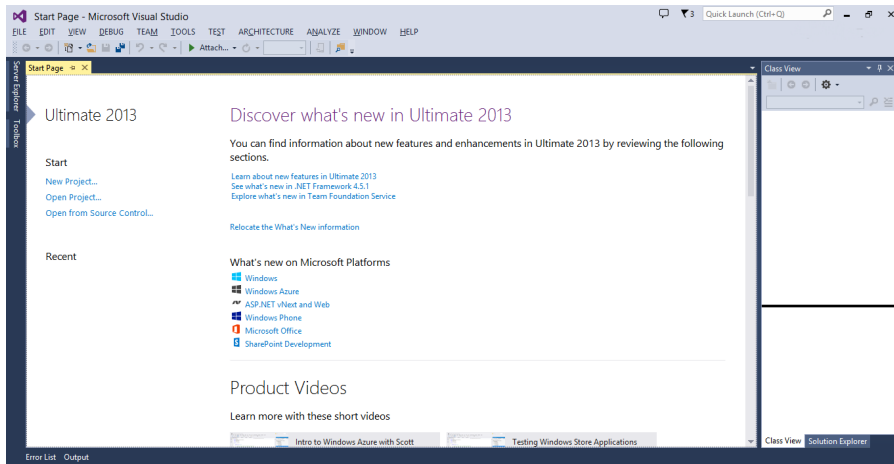 Start Page - Microsoft Visual Studio
3
Quick Launch (Ctrl+Q)
FILE EDIT VIEW DEBUG TEAM TOOLS TEST ARCHITECTURE ANALYZE WINDOW HELP
Attach...
Server Explorer
Toolbox
Start Page
Class View
Ultimate 2013
Start
New Project...
Open Project...
Open from Source Control...
Recent
Discover what's new in Ultimate 2013
You can find information about new features and enhancements in Ultimate 2013 by reviewing the following
sections.
Learn about new features in Ultimate 2013
See what's new in .NET Framework 4.5.1
Explore what's new in Team Foundation Service
Relocate the What's New information
What's new on Microsoft Platforms
Windows
Windows Azure
ASP.NET vNext and Web
Windows Phone
Microsoft Office
SharePoint Development
Product Videos
Learn more with these short videos
Intro to Windows Azure with Scott
Testing Windows Store Applications
Class View Solution Explorer
Error List Output